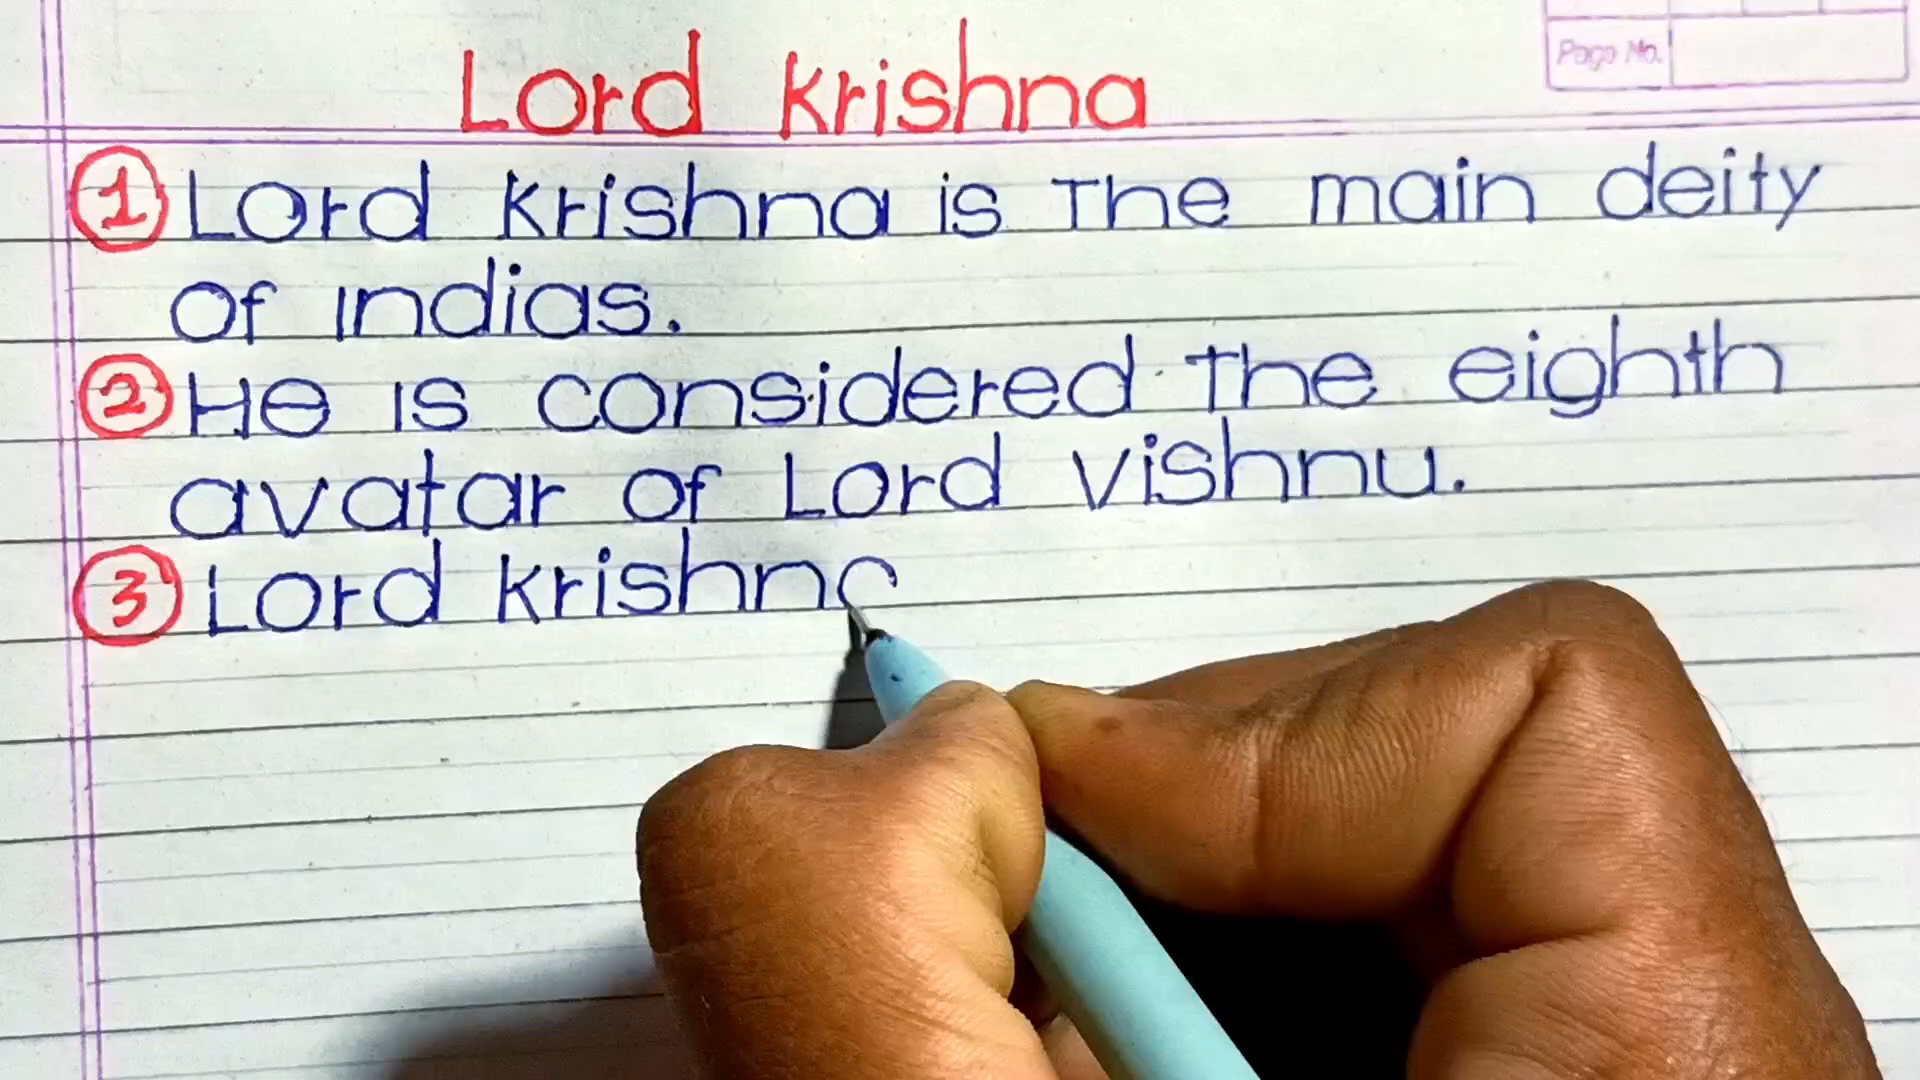 Page No.
Lord Krishna
1 Lord Krishna is The main deity
of Indias.
2 He is considered The eighth
avatar of Lord Vishnu.
3 Lord Krishna